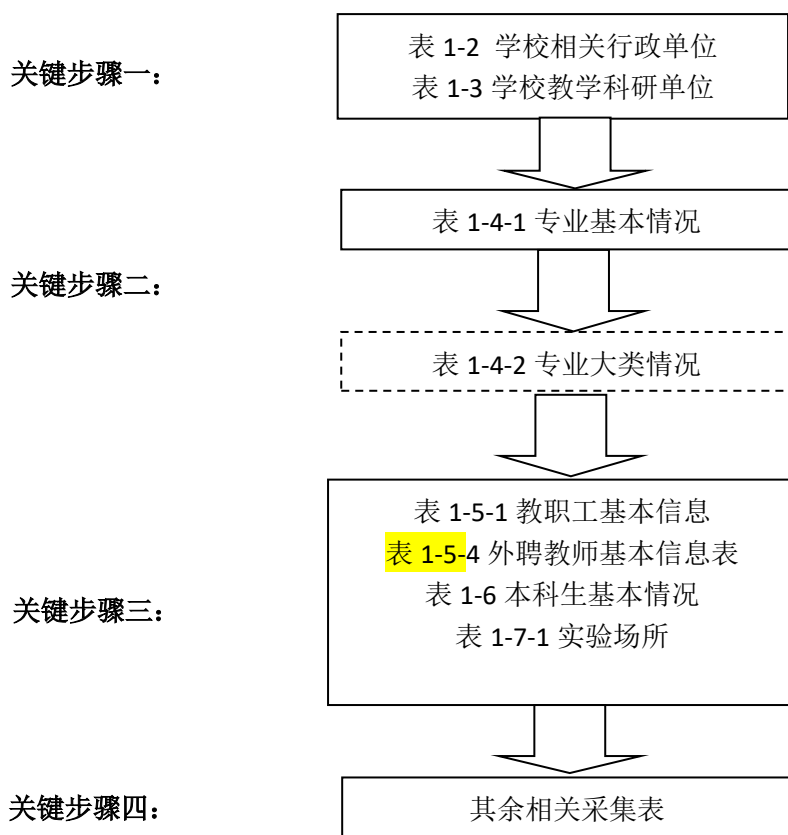 关键步骤一：
表 1-2 学校相关行政单位
表 1-3 学校教学科研单位
关键步骤二：
表 1-4-1 专业基本情况
表 1-4-2 专业大类情况
关键步骤三：
表 1-5-1 教职工基本信息
表 1-5-4 外聘教师基本信息表
表 1-6 本科生基本情况
表 1-7-1 实验场所
关键步骤四：
其余相关采集表